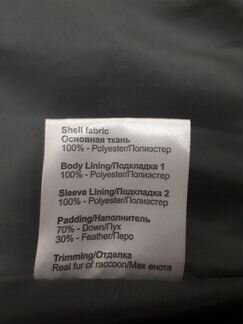 Shell fabric
Основная ткань
100% - Polyester/Полиэстер
Body Lining/Подкладка 1
100% - Polyester/Полиэстер
Sleeve Lining/Подкладка 2
100% - Polyester/Полиэстер
Padding/Наполнитель
70% - Down/Пух
30% - Feather/Перо
Trimming/Отделка
Real fur of raccoon/Мех енота